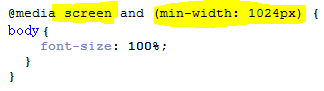 @media screen and (min-width: 1024px) {
body{
font-size: 100%;
}
}